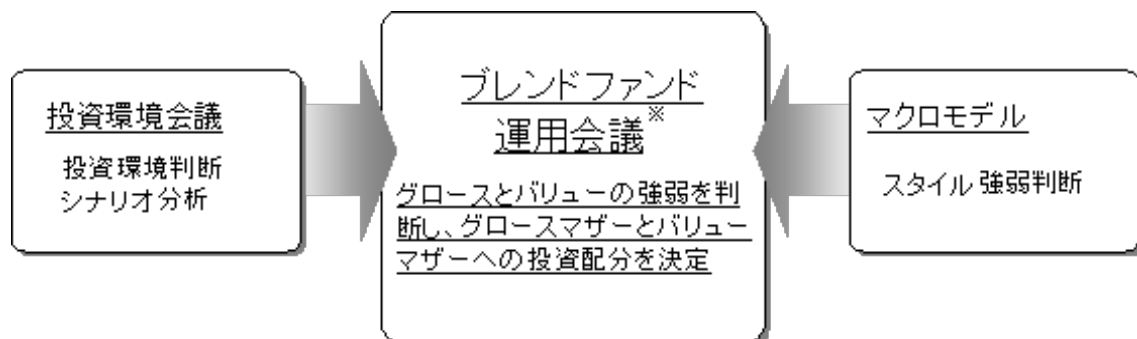 投資環境会議
投資環境判断
シナリオ分析
ブレンドファンド
運用会議※
グロースとバリューの強弱を判
断し、グロースマザーとバリュー
マザーへの投資配分を決定
マクロモデル
スタイル強弱判断